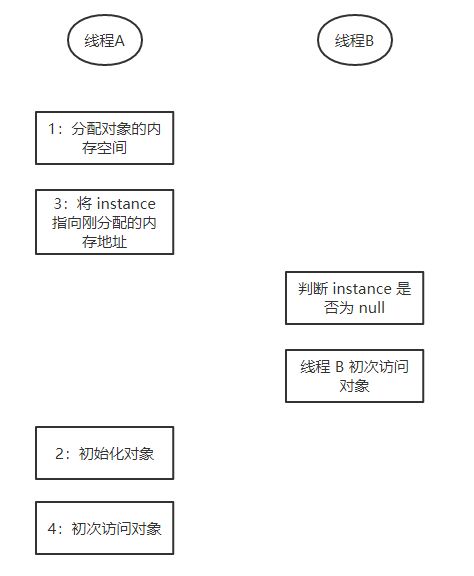 线程A
线程B
1：分配对象的内
存空间
3：将 instance
指向刚分配的内
存地址
判断 instance 是
否为 null
线程 B 初次访问
对象
2：初始化对象
4：初次访问对象